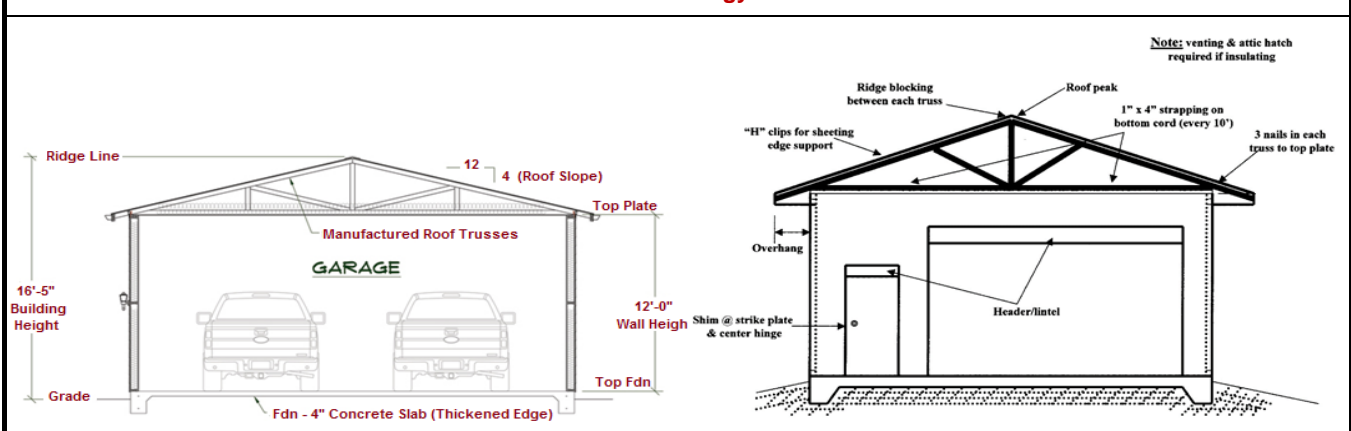 Ridge Line
12
4 (Roof Slope)
Top Plate
Manufactured Roof Trusses
GARAGE
16'-5"
Building
Height
12'-0"
Wall Heigh
Top Fdn
Grade
Fdn - 4" Concrete Slab (Thickened Edge)
Note: venting & attic hatch
required if insulating
Ridge blocking
between each truss
Roof peak
1" x 4" strapping on
bottom cord (every 10')
"H" clips for sheeting
edge support
3 nails in each
truss to top plate
Overhang
Header/lintel
Shim @ strike plate
& center hinge